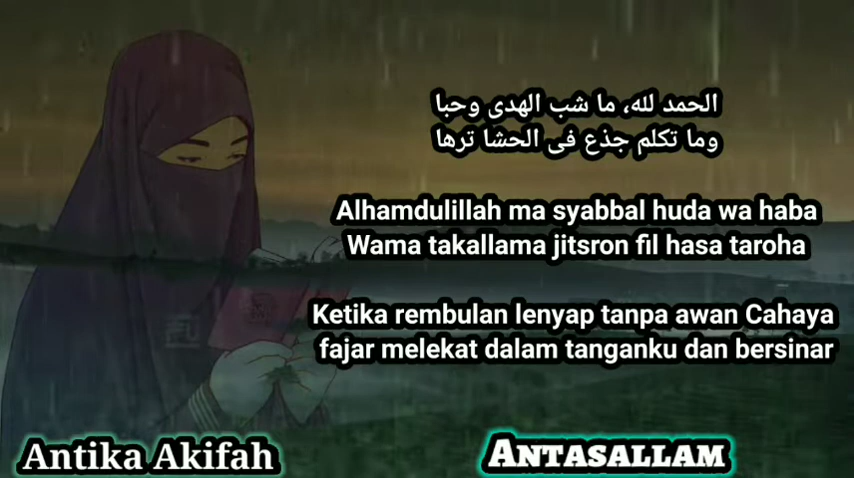 الحمد لله، ما شب الهدى وحبا
وما تكلم جذع فى الحشا ترها
Alhamdulillah ma syabbal huda wa haba
Wama takallama jitsron fil hasa taroha
Ketika rembulan lenyap tanpa awan Cahaya
fajar melekat dalam tanganku dan bersinar
Antika Akifah
ANTASALLAM